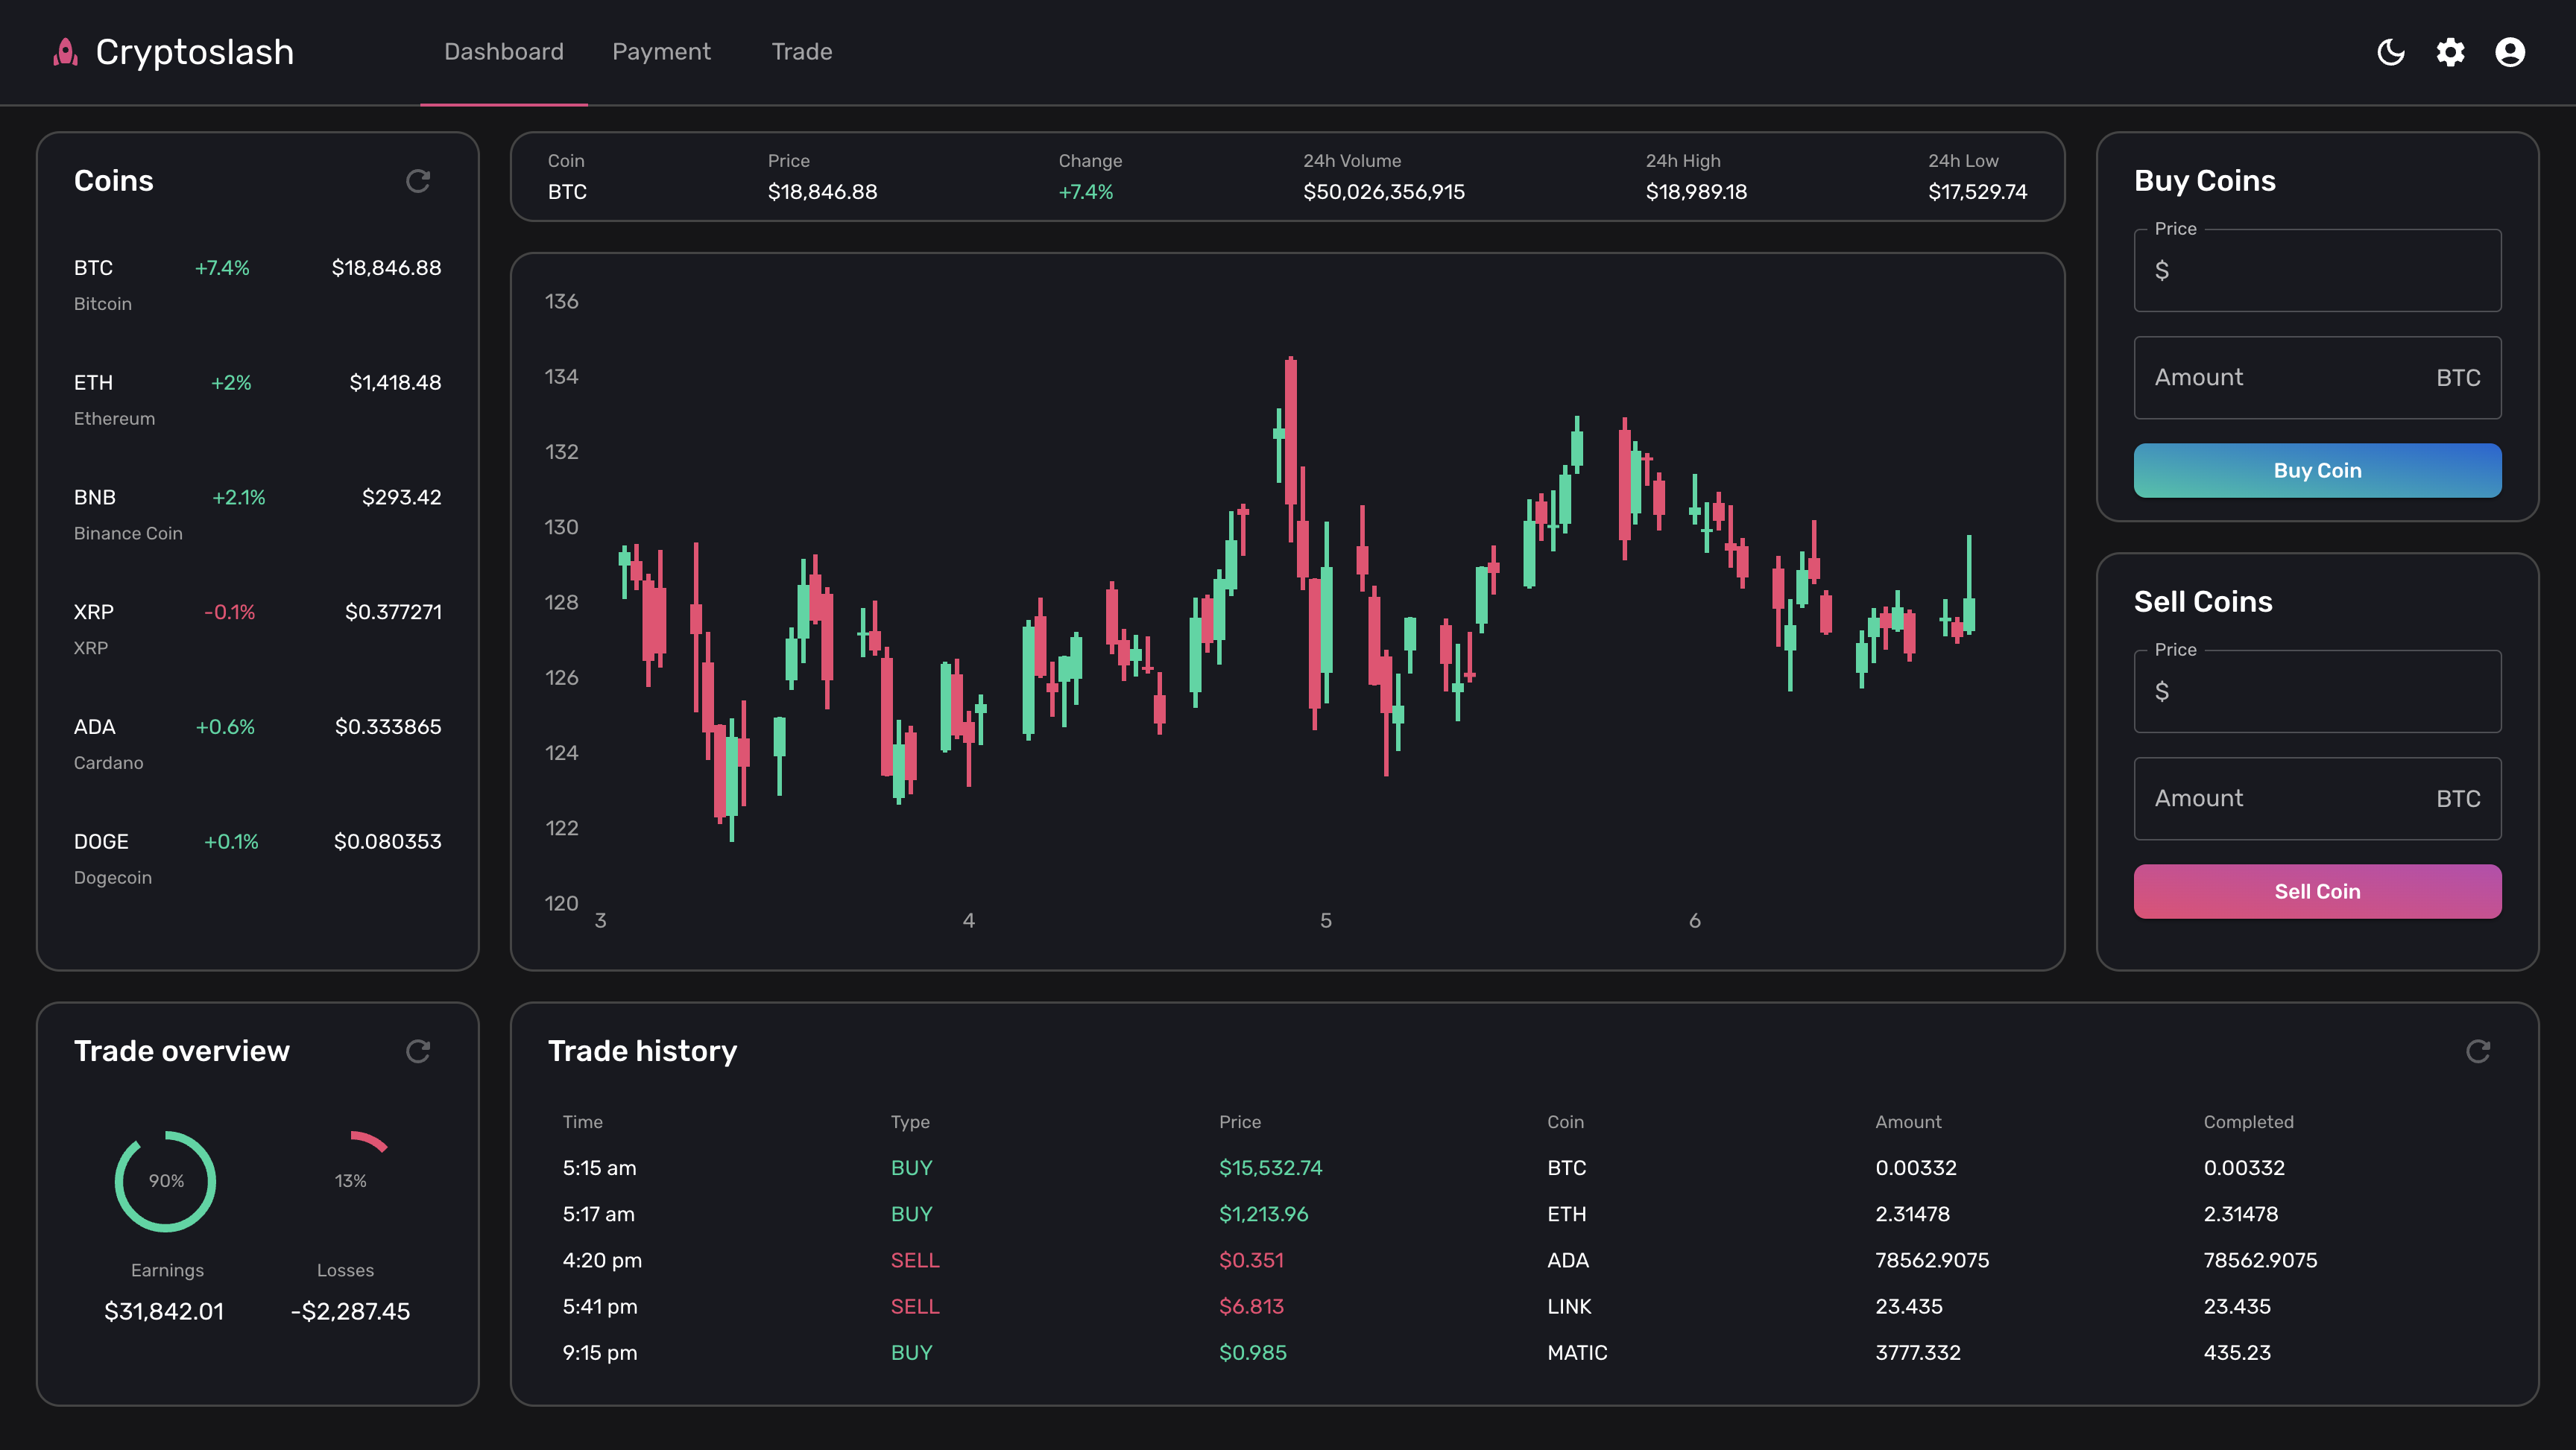 Cryptoslash
Dashboard Payment Trade
Coins
BTC +7.4% $18,846.88
Bitcoin
ETH +2% $1,418.48
Ethereum
BNB +2.1% $293.42
Binance Coin
XRP -0.1% $0.377271
XRP
ADA +0.6% $0.333865
Cardano
DOGE +0.1% $0.080353
Dogecoin
Coin Price Change 24h Volume 24h High 24h Low
BTC $18,846.88 +7.4% $50,026,356,915 $18,989.18 $17,529.74
136
134
132
130
128
126
124
122
120
3 4 5 6
Buy Coins
Price
$
Amount BTC
Buy Coin
Sell Coins
Price
$
Amount BTC
Sell Coin
Trade overview
90% 13%
Earnings Losses
$31,842.01 -$2,287.45
Trade history
Time Type Price Coin Amount Completed
5:15 am BUY $15,532.74 BTC 0.00332 0.00332
5:17 am BUY $1,213.96 ETH 2.31478 2.31478
4:20 pm SELL $0.351 ADA 78562.9075 78562.9075
5:41 pm SELL $6.813 LINK 23.435 23.435
9:15 pm BUY $0.985 MATIC 3777.332 435.23